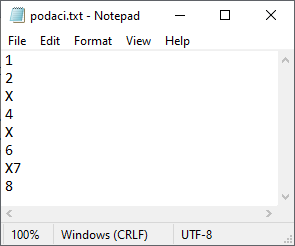 podaci.txt - Notepad
File Edit Format View Help
1
2
X
4
X
6
X7
8
100% Windows (CRLF) UTF-8